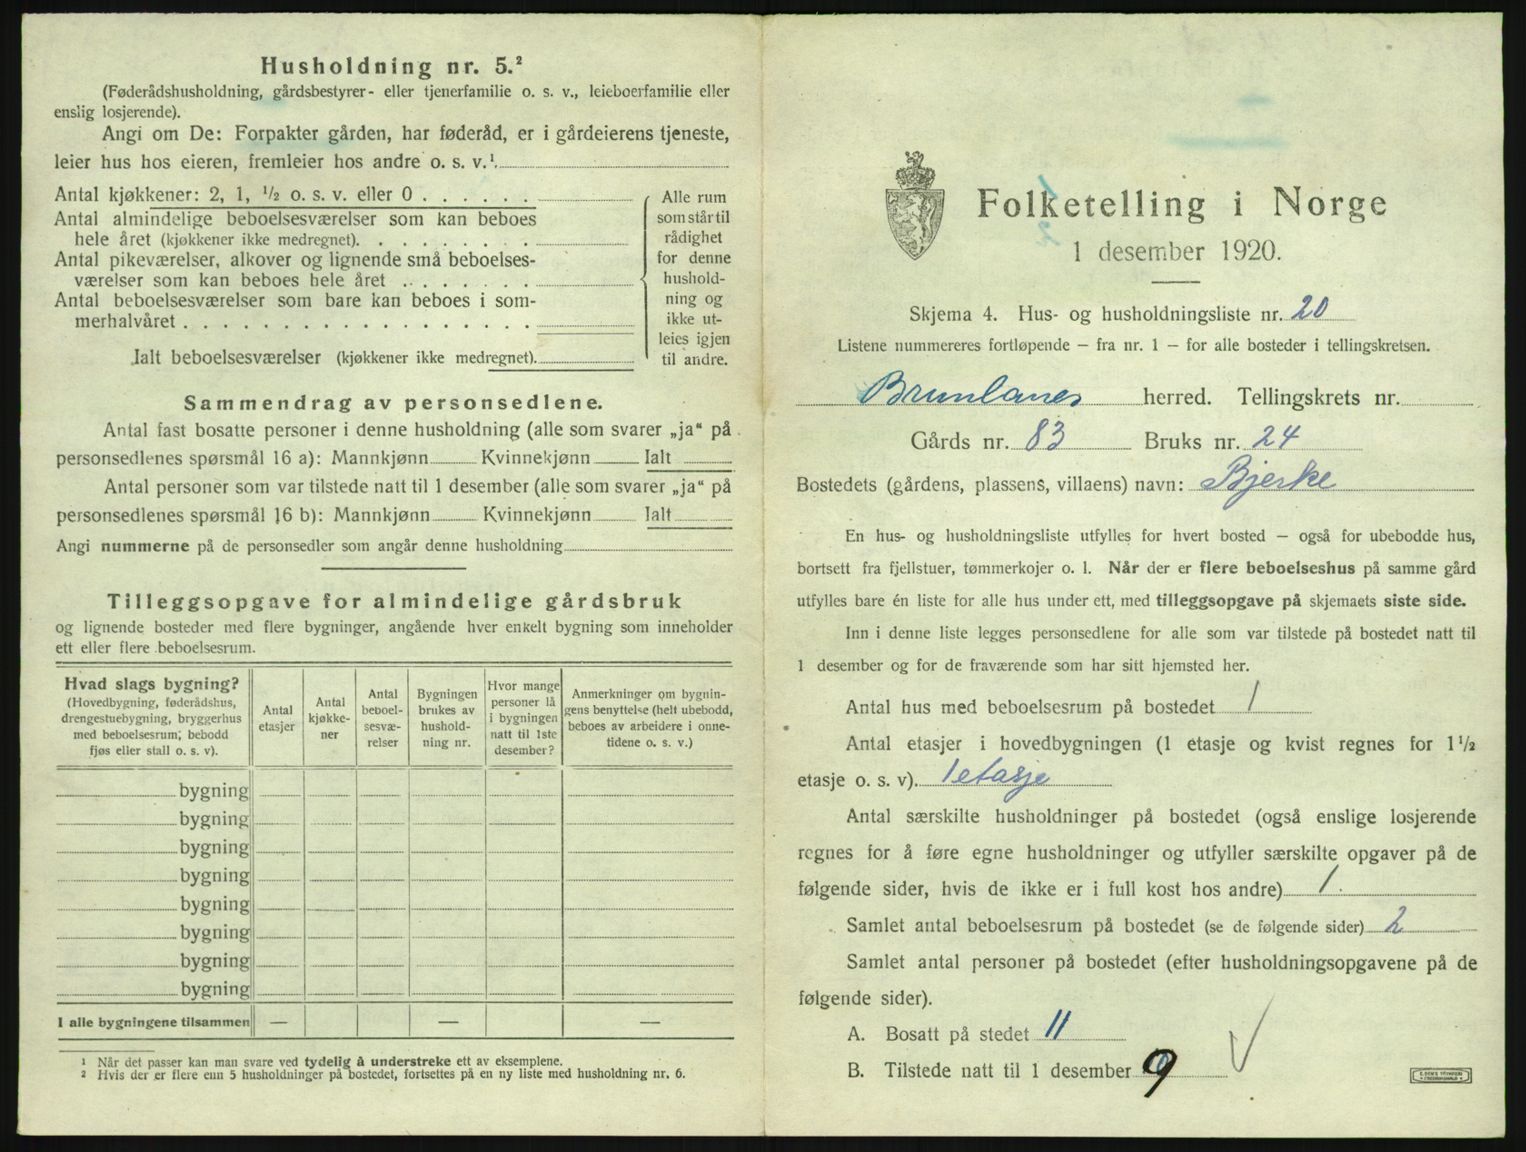 Husholdning nr. 5.²
(Føderådshusholdning, gårdsbestyrer- eller tjenerfamilie o. s. v., leieboerfamilie eller
enslig losjerende).
Angi om De: Forpakter gården, har føderåd, er i gårdeierens tjeneste,
leier hus hos eieren, fremleier hos andre o. s. v.¹
Antal kjøkkener: 2, 1, ½ o. s. v. eller 0 . . . . . .
Antal almindelige beboelsesværelser som kan beboes
hele året (kjøkkener ikke medregnet). . . . . . . . .
Antal pikeværelser, alkover og lignende små beboelses-
værelser som kan beboes hele året . . . . . . .
Antal beboelsesværelser som bare kan beboes i som-
merhalvåret . . . . . . . . . . . . . . . . . .
Ialt beboelsesværelser (kjøkkener ikke medregnet).
Alle rum
som står til
rådighet
for denne
hushold-
ning og
ikke ut-
leies igjen
til andre.
Sammendrag av personsedlene.
Antal fast bosatte personer i denne husholdning (alle som svarer „ja“ på
personsedlenes spørsmål 16 a): Mannkjønn Kvinnekjønn Ialt
Antal personer som var tilstede natt til 1 desember (alle som svarer „ja“ på
personsedlenes spørsmål 16 b): Mannkjønn Kvinnekjønn Ialt
Angi nummerne på de personsedler som angår denne husholdning
Tilleggsopgave for almindelige gårdsbruk
og lignende bosteder med flere bygninger, angående hver enkelt bygning som inneholder
ett eller flere beboelsesrum.
Hvad slags bygning?
(Hovedbygning, føderådshus,
drengestuebygning, bryggerhus
med beboelsesrum, bebodd
fjøs eller stall o. s. v).
Antal
etasjer
Antal
kjøkke-
ner
Antal
beboel-
sesvæ-
relser
Bygningen
brukes av
hushold-
ning nr.
Hvor mange
personer lå
i bygningen
natt til 1ste
desember?
Anmerkninger om bygnin-
gens benyttelse (helt ubebodd,
beboes av arbeidere i onne-
tidene o. s. v.)
bygning
bygning
bygning
bygning
bygning
bygning
bygning
bygning
I alle bygningene tilsammen — — —
¹ Når det passer kan man svare ved tydelig å understreke ett av eksemplene.
² Hvis der er flere enn 5 husholdninger på bostedet, fortsettes på en ny liste med husholdning nr. 6.
Folketelling i Norge
1 desember 1920.
Skjema 4. Hus- og husholdningsliste nr. 20
Listene nummereres fortløpende – fra nr. 1 – for alle bosteder i tellingskretsen.
Brunlanes herred. Tellingskrets nr.
Gårds nr. 83 Bruks nr. 24
Bostedets (gårdens, plassens, villaens) navn: Bjerke
En hus- og husholdningsliste utfylles for hvert bosted – også for ubebodde hus,
bortsett fra fjellstuer, tømmerkojer o. l. Når der er flere beboelseshus på samme gård
utfylles bare én liste for alle hus under ett, med tilleggsopgave på skjemaets siste side.
Inn i denne liste legges personsedlene for alle som var tilstede på bostedet natt til
1 desember og for de fraværende som har sitt hjemsted her.
Antal hus med beboelsesrum på bostedet 1
Antal etasjer i hovedbygningen (1 etasje og kvist regnes for 1½
etasje o. s. v). 1 etasje
Antal særskilte husholdninger på bostedet (også enslige losjerende
regnes for å føre egne husholdninger og utfyller særskilte opgaver på de
følgende sider, hvis de ikke er i full kost hos andre) 1.
Samlet antal beboelsesrum på bostedet (se de følgende sider) 2
Samlet antal personer på bostedet (efter husholdningsopgavene på de
følgende sider).
A. Bosatt på stedet 11
B. Tilstede natt til 1 desember 9